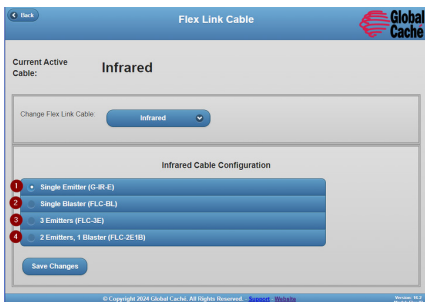 Back
Flex Link Cable
Global
Caché
Current Active
Cable:
Infrared
Change Flex Link Cable:
Infrared
Infrared Cable Configuration
1 Single Emitter (G-IR-E)
2 Single Blaster (FLC-BL)
3 3 Emitters (FLC-3E)
4 2 Emitters, 1 Blaster (FLC-2E1B)
Save Changes
© Copyright 2024 Global Caché. All Rights Reserved. Support Website